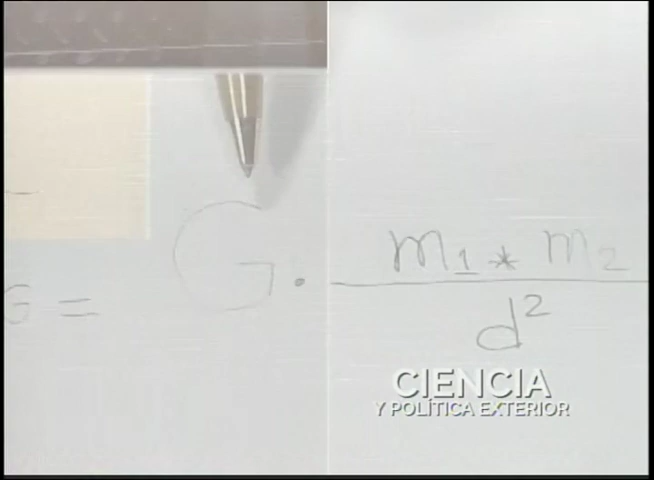 G = G · m₁ * m₂
d²
CIENCIA
Y POLÍTICA EXTERIOR